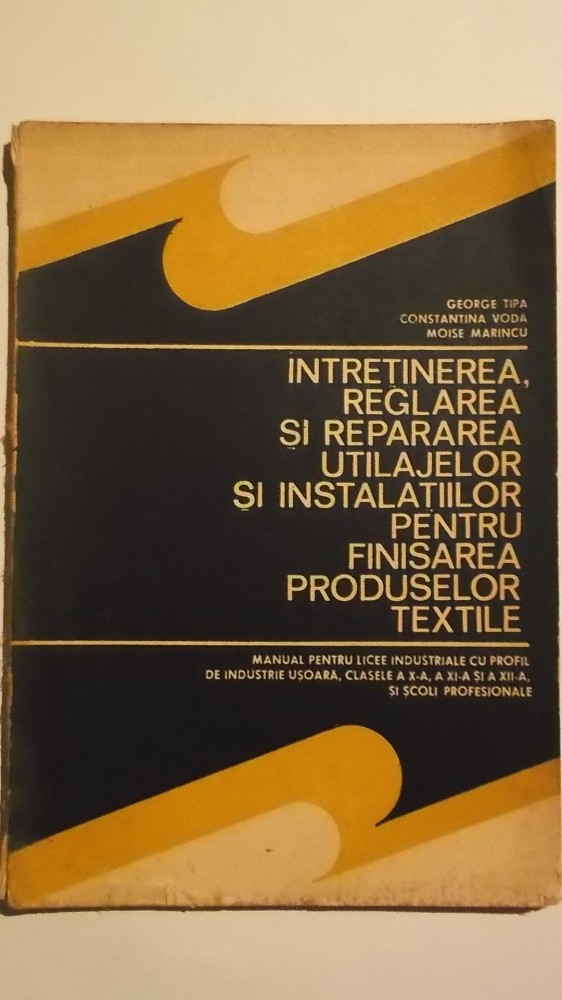 GEORGE TIPA
CONSTANTINA VODĂ
MOISE MARINCU
INTREȚINEREA,
REGLAREA
ȘI REPARAREA
UTILAJELOR
ȘI INSTALAȚIILOR
PENTRU
FINISAREA
PRODUSELOR
TEXTILE
MANUAL PENTRU LICEE INDUSTRIALE CU PROFIL
DE INDUSTRIE UȘOARĂ, CLASELE A X-A, A XI-A ȘI A XII-A,
ȘI ȘCOLI PROFESIONALE